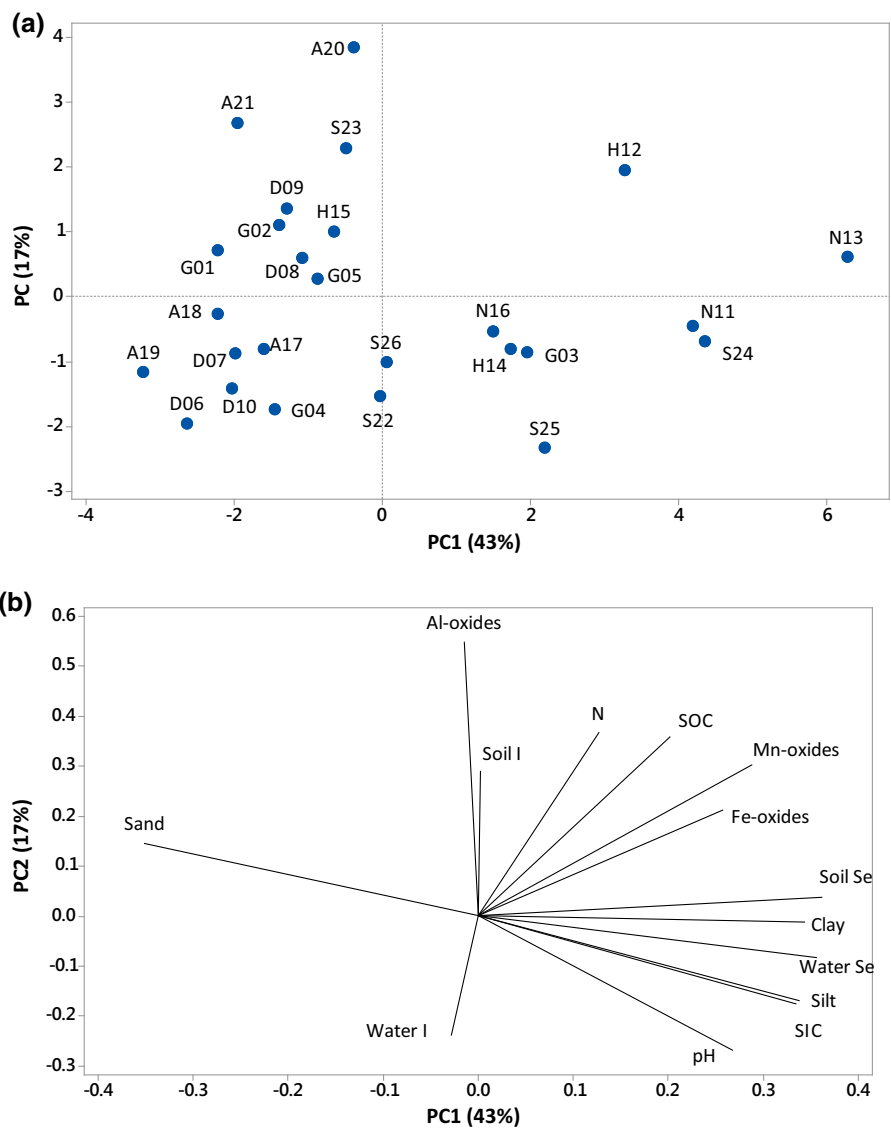 (a)
4
3
2
1
0
-1
-2
-3
PC (17%)
A20
A21
S23
H12
D09
G02
H15
N13
G01
D08
G05
A18
N16
N11
A19
D07
A17
S26
H14
G03
S24
D06
D10
G04
S22
S25
-4
-2
0
2
4
6
PC1 (43%)
(b)
0.6
0.5
0.4
0.3
0.2
0.1
0.0
-0.1
-0.2
-0.3
PC2 (17%)
Al-oxides
N
SOC
Soil I
Mn-oxides
Sand
Fe-oxides
Soil Se
Clay
Water Se
Silt
Water I
SIC
pH
-0.4
-0.3
-0.2
-0.1
0.0
0.1
0.2
0.3
0.4
PC1 (43%)